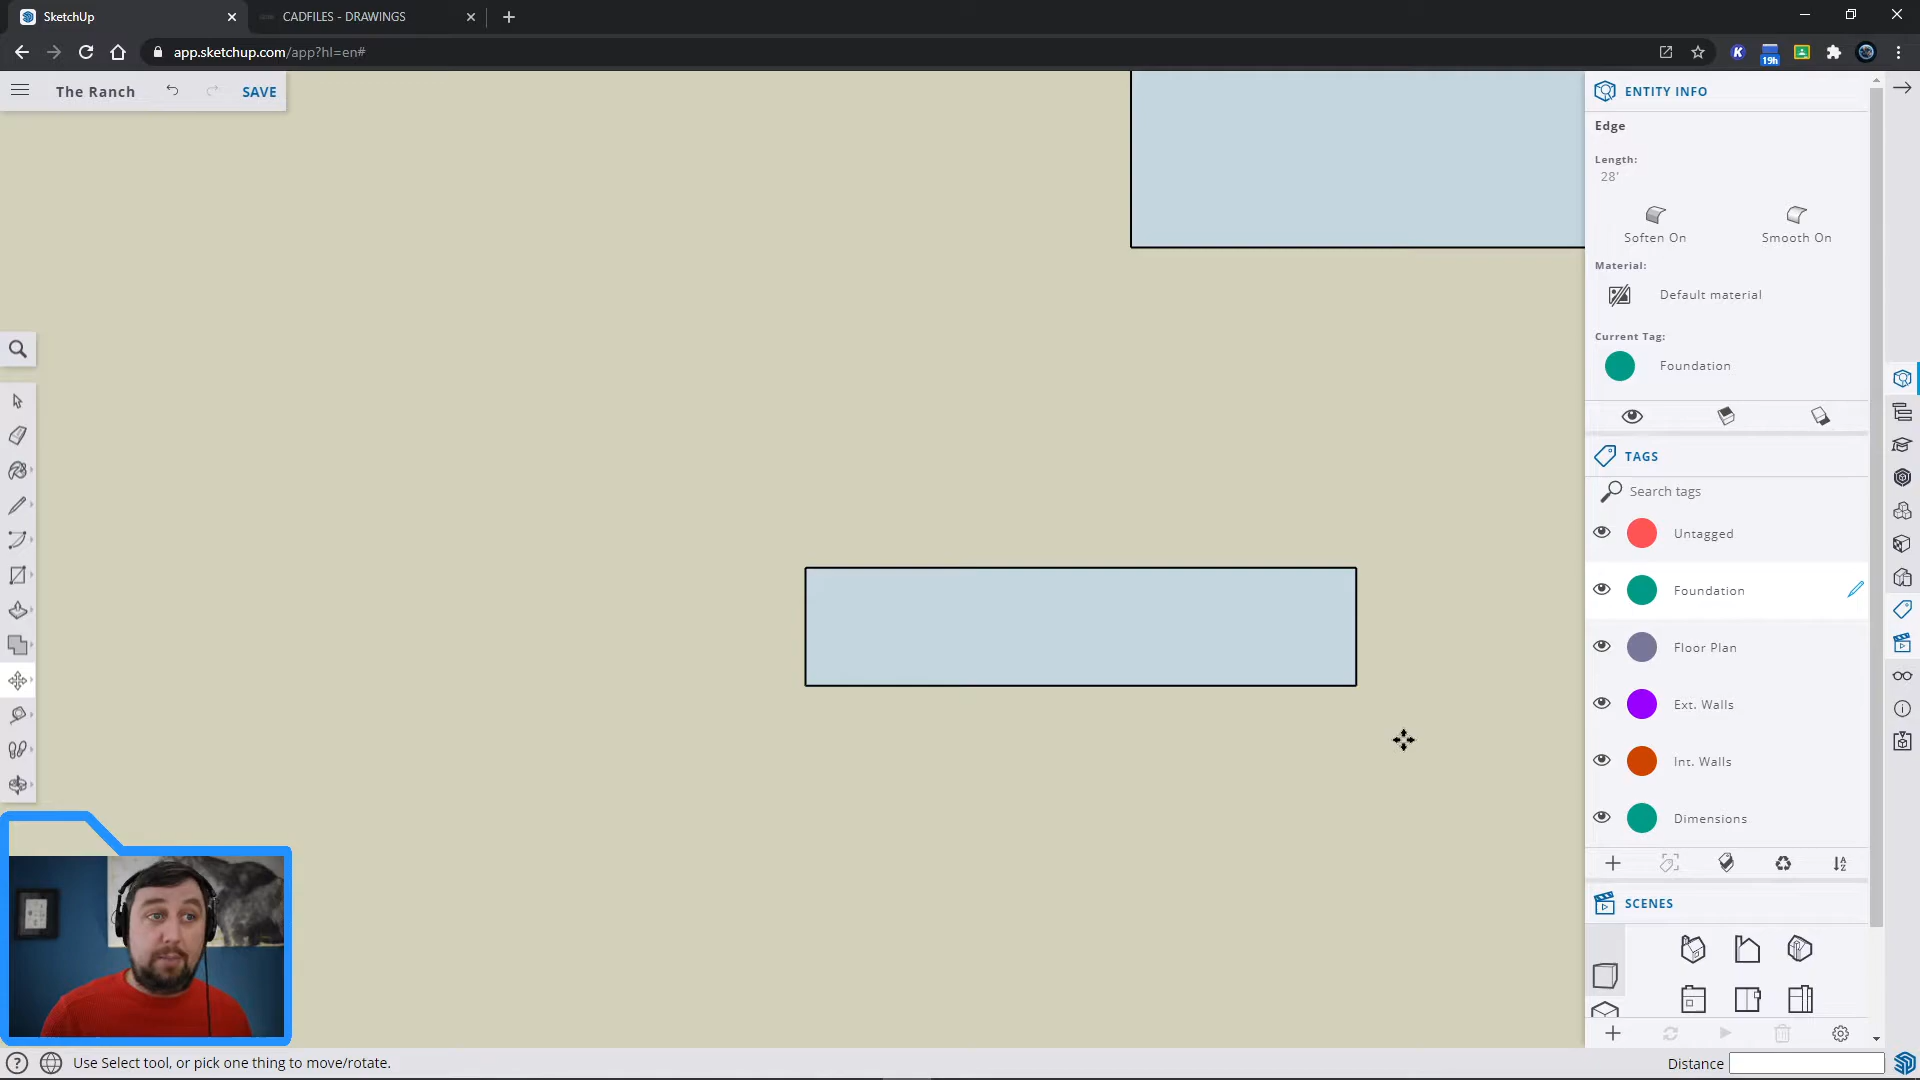 SketchUp
CADFILES - DRAWINGS
app.sketchup.com/app?hl=en#
K
19h
The Ranch
SAVE
ENTITY INFO
Edge
Length:
28'
Soften On
Smooth On
Material:
Default material
Current Tag:
Foundation
TAGS
Search tags
Untagged
Foundation
Floor Plan
Ext. Walls
Int. Walls
Dimensions
SCENES
Use Select tool, or pick one thing to move/rotate.
Distance